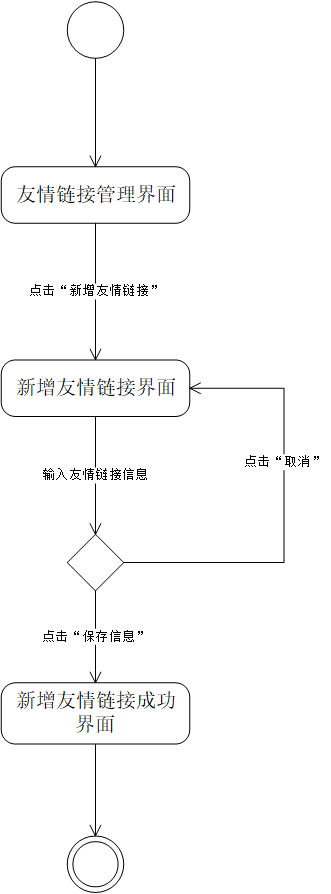 友情链接管理界面
点击“新增友情链接”
新增友情链接界面
点击“取消”
输入友情链接信息
点击“保存信息”
新增友情链接成功
界面